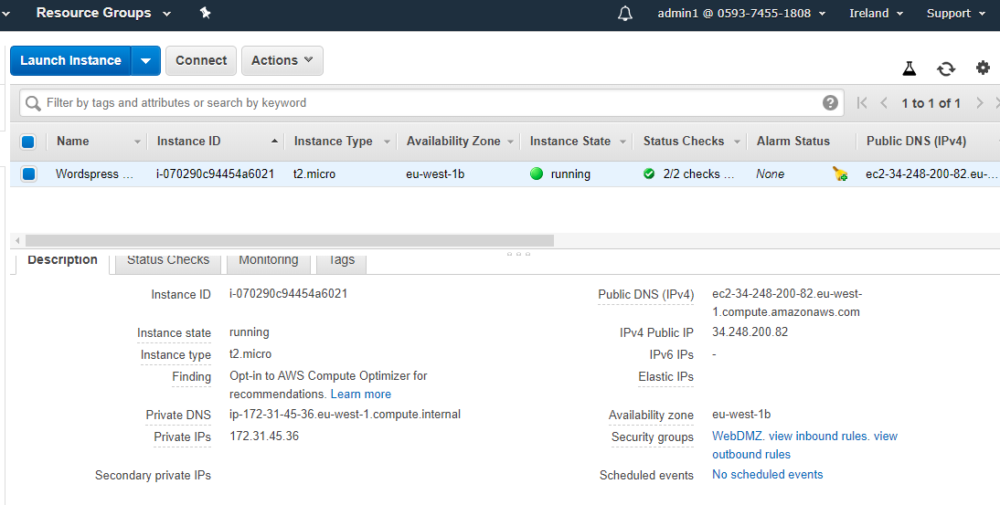 Resource Groups admin1 @ 0593-7455-1808 Ireland Support
Launch Instance Connect Actions
Filter by tags and attributes or search by keyword ? 1 to 1 of 1
Name Instance ID Instance Type Availability Zone Instance State Status Checks Alarm Status Public DNS (IPv4)
Wordspress ... i-070290c94454a6021 t2.micro eu-west-1b running 2/2 checks ... None ec2-34-248-200-82.eu-...
Description Status Checks Monitoring Tags
Instance ID i-070290c94454a6021 Public DNS (IPv4) ec2-34-248-200-82.eu-west-
1.compute.amazonaws.com
Instance state running IPv4 Public IP 34.248.200.82
Instance type t2.micro IPv6 IPs -
Finding Opt-in to AWS Compute Optimizer for Elastic IPs
recommendations. Learn more
Private DNS ip-172-31-45-36.eu-west-1.compute.internal Availability zone eu-west-1b
Private IPs 172.31.45.36 Security groups WebDMZ. view inbound rules. view
outbound rules
Secondary private IPs Scheduled events No scheduled events